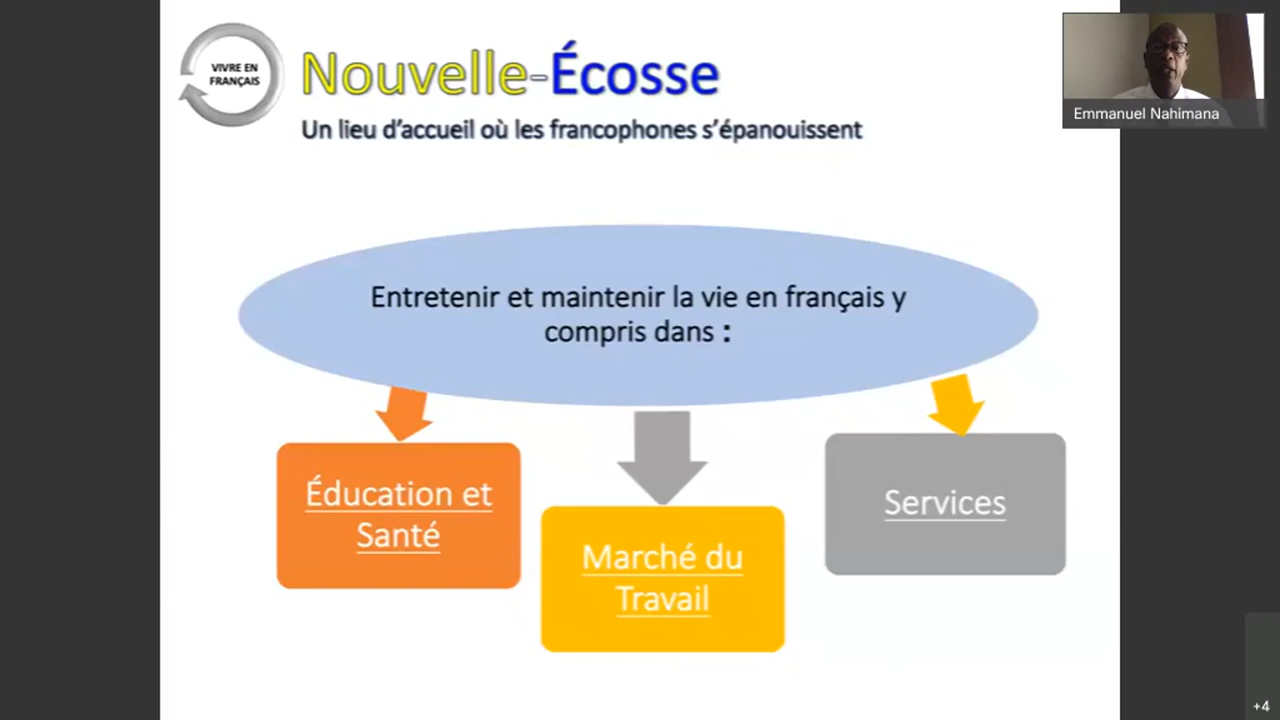 VIVRE EN
FRANÇAIS
Nouvelle-Écosse
Un lieu d'accueil où les francophones s'épanouissent
Emmanuel Nahimana
Entretenir et maintenir la vie en français y
compris dans :
Éducation et
Santé
Marché du
Travail
Services
+4